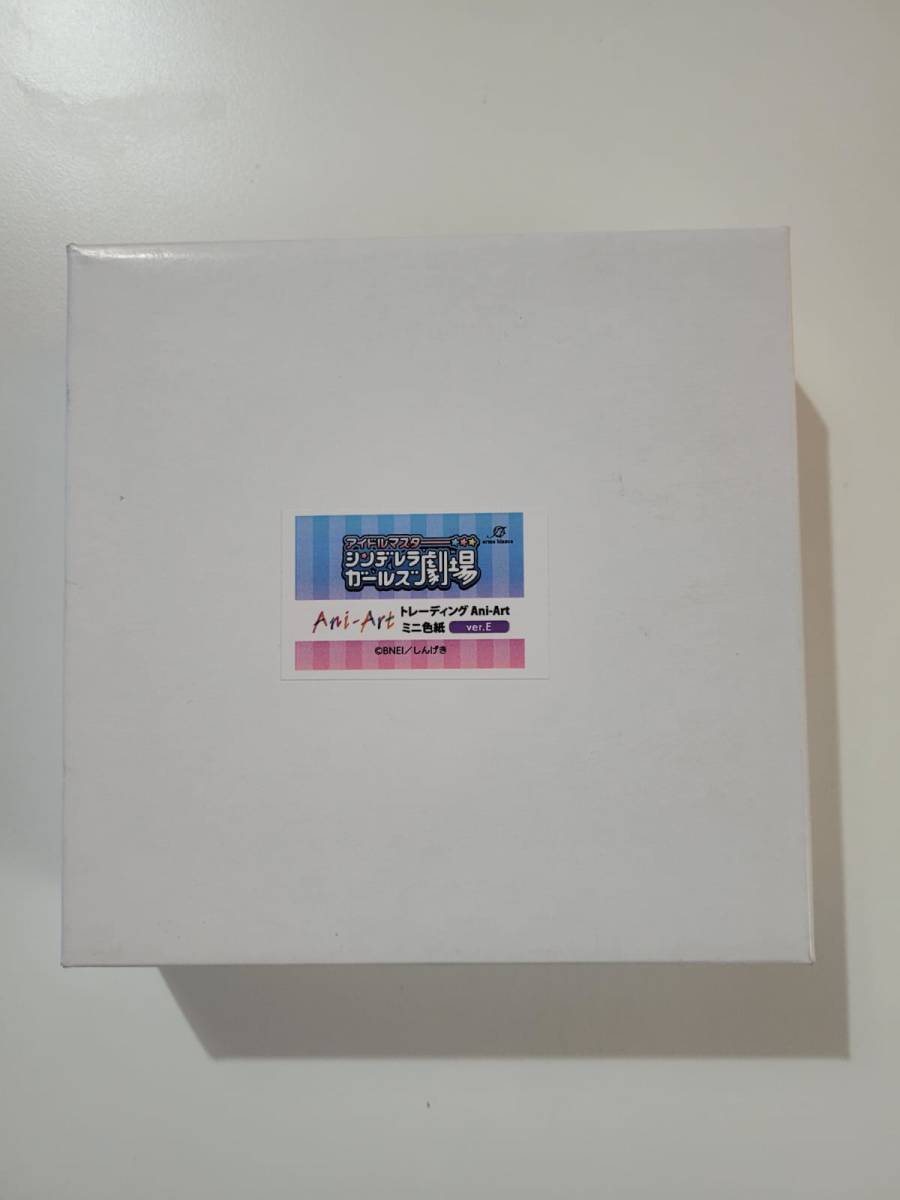 アイドルマスター
シンデレラ
ガールズ劇場
arma bianca
Ani-Art
トレーディング Ani-Art
ミニ色紙 ver.E
©BNEI／しんげき